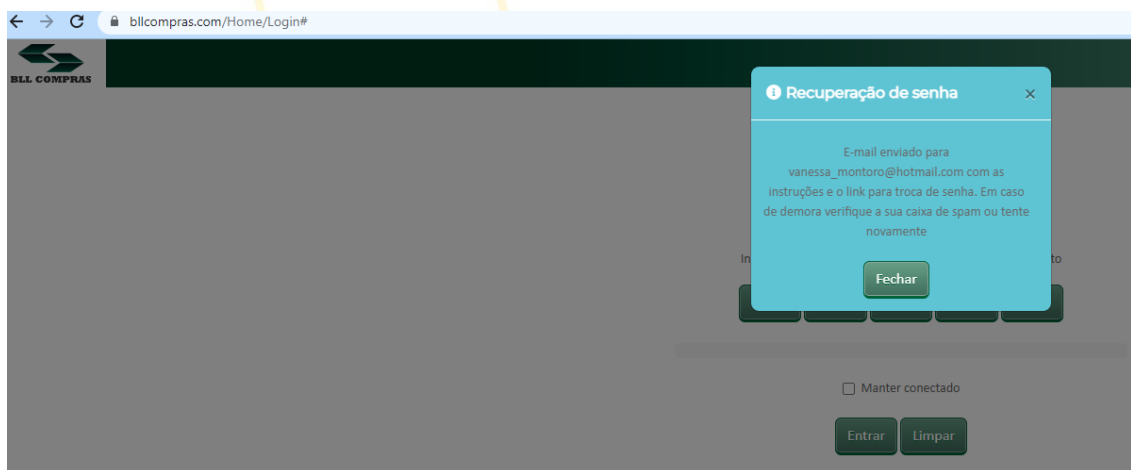 bllcompras.com/Home/Login#
BLL COMPRAS
Recuperação de senha
E-mail enviado para
vanessa_montoro@hotmail.com com as
instruções e o link para troca de senha. Em caso
de demora verifique a sua caixa de spam ou tente
novamente
Fechar
Manter conectado
Entrar Limpar